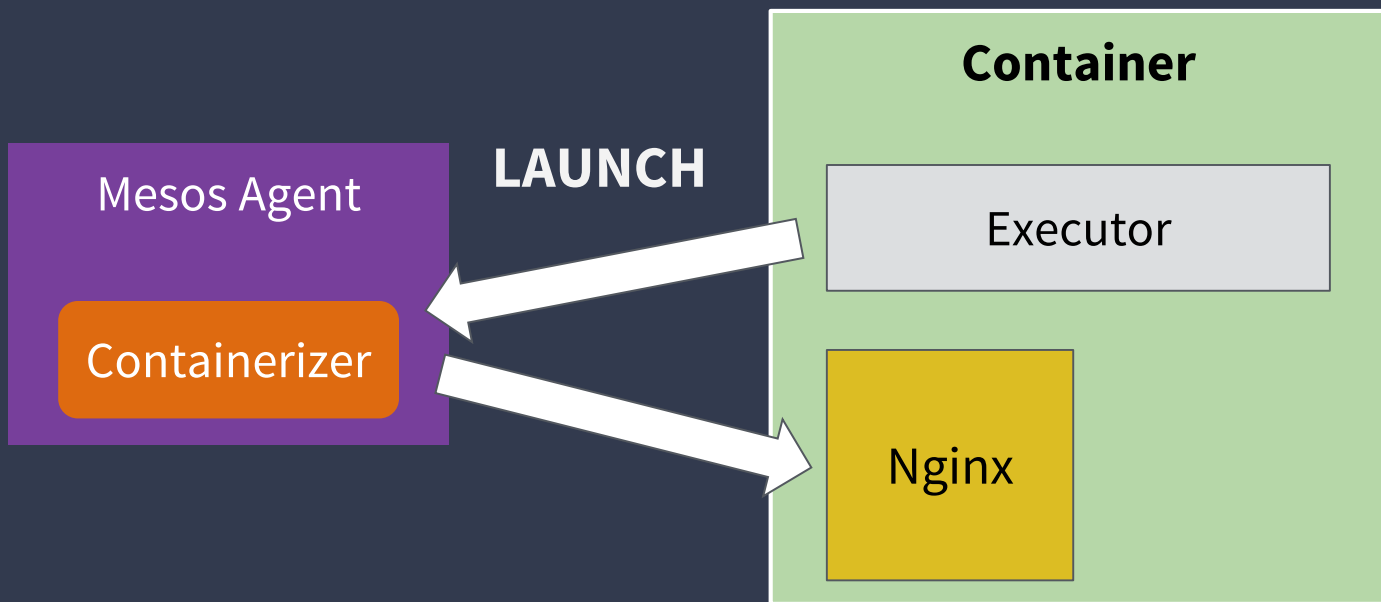 Container
LAUNCH
Mesos Agent
Executor
Containerizer
Nginx